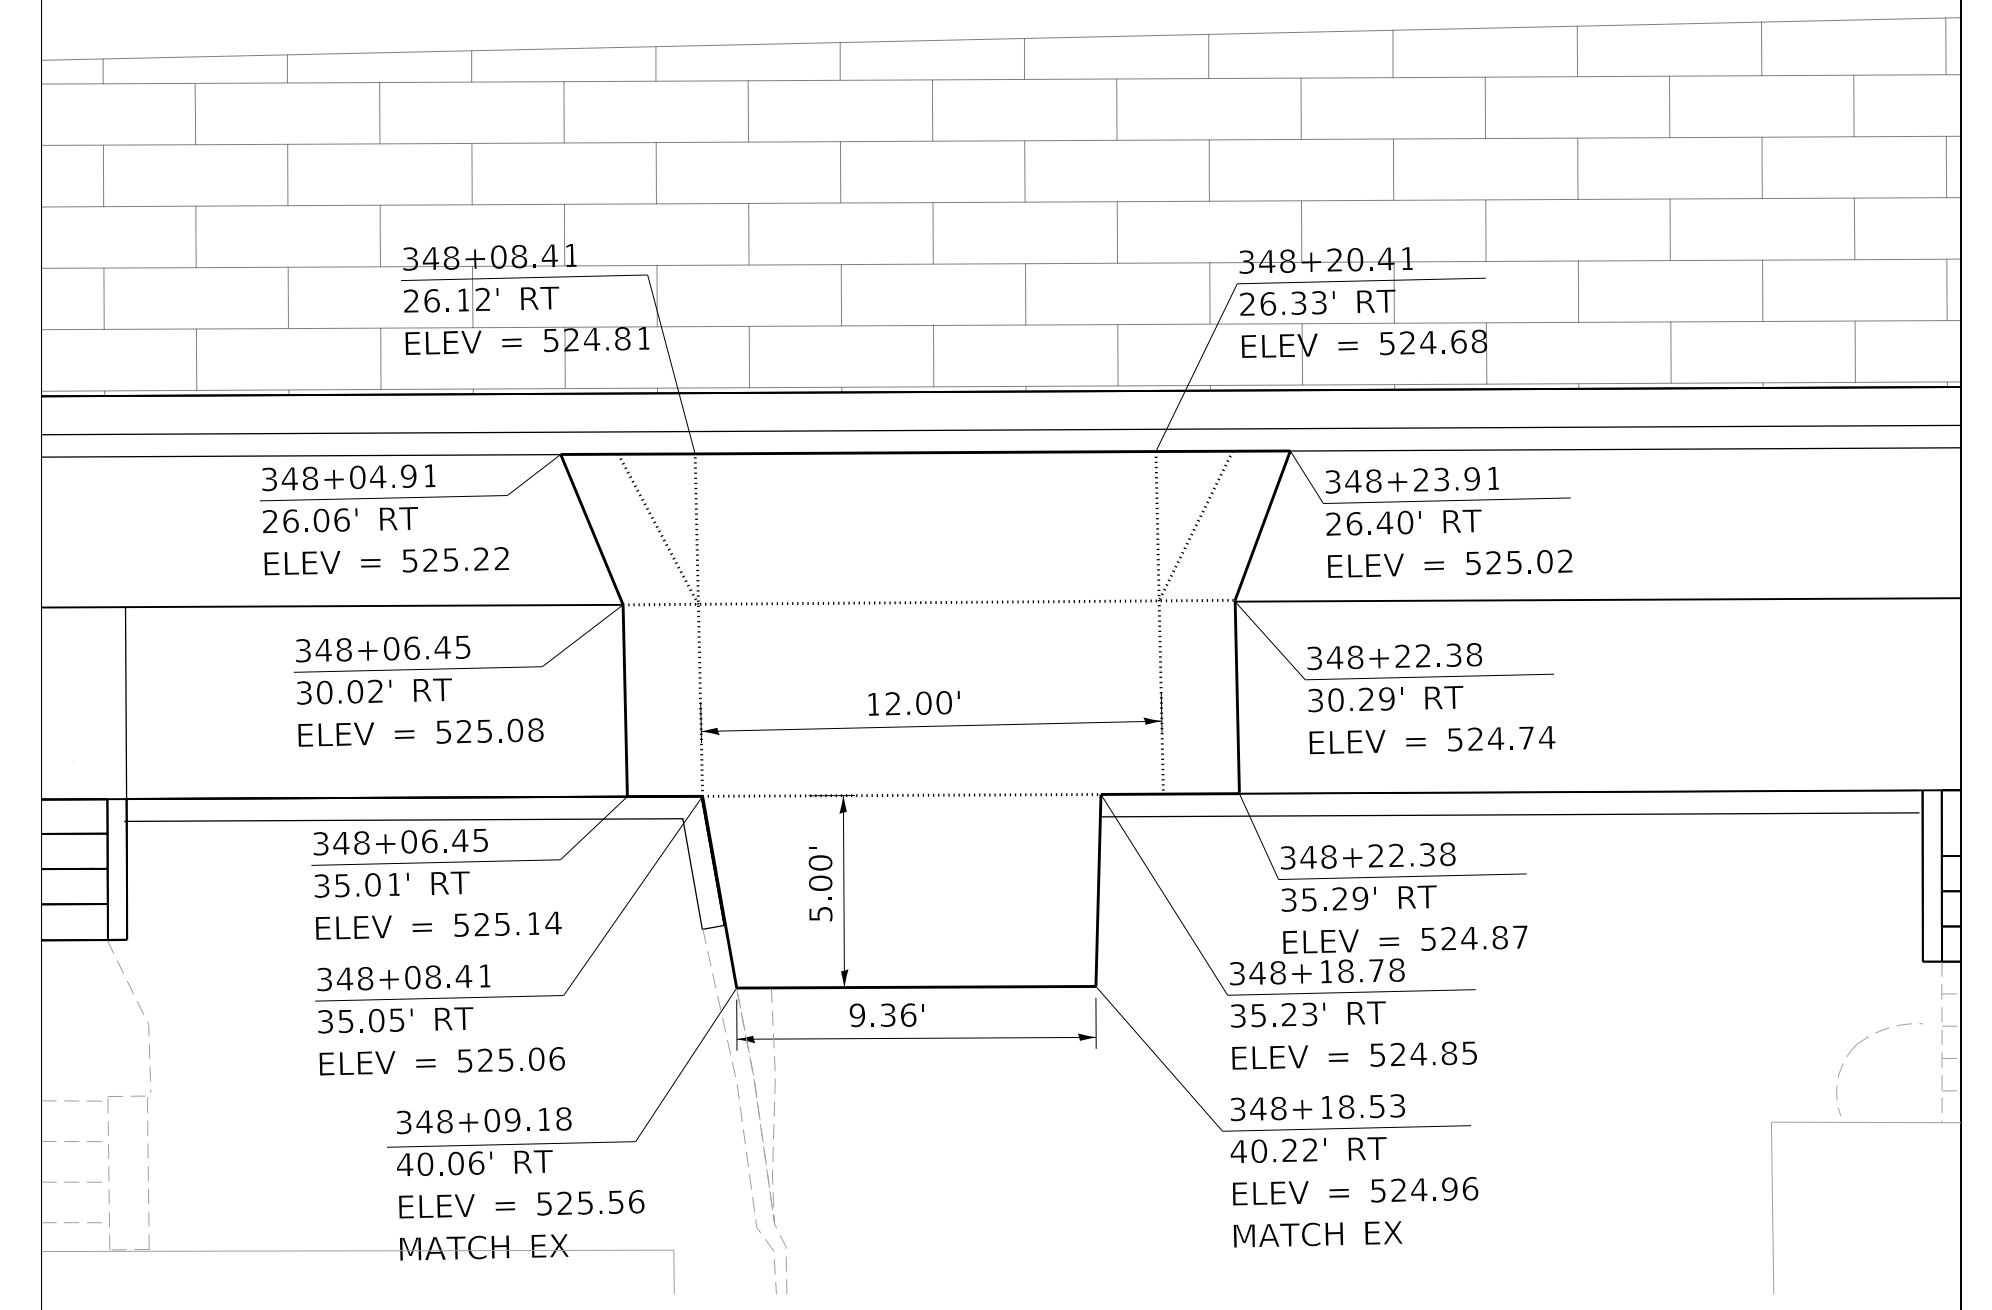 348+08.41
26.12' RT
ELEV = 524.81
348+20.41
26.33' RT
ELEV = 524.68
348+04.91
26.06' RT
ELEV = 525.22
348+23.91
26.40' RT
ELEV = 525.02
348+06.45
30.02' RT
ELEV = 525.08
348+22.38
30.29' RT
ELEV = 524.74
12.00'
348+06.45
35.01' RT
ELEV = 525.14
5.00'
348+22.38
35.29' RT
ELEV = 524.87
348+08.41
35.05' RT
ELEV = 525.06
348+18.78
35.23' RT
ELEV = 524.85
9.36'
348+09.18
40.06' RT
ELEV = 525.56
MATCH EX
348+18.53
40.22' RT
ELEV = 524.96
MATCH EX